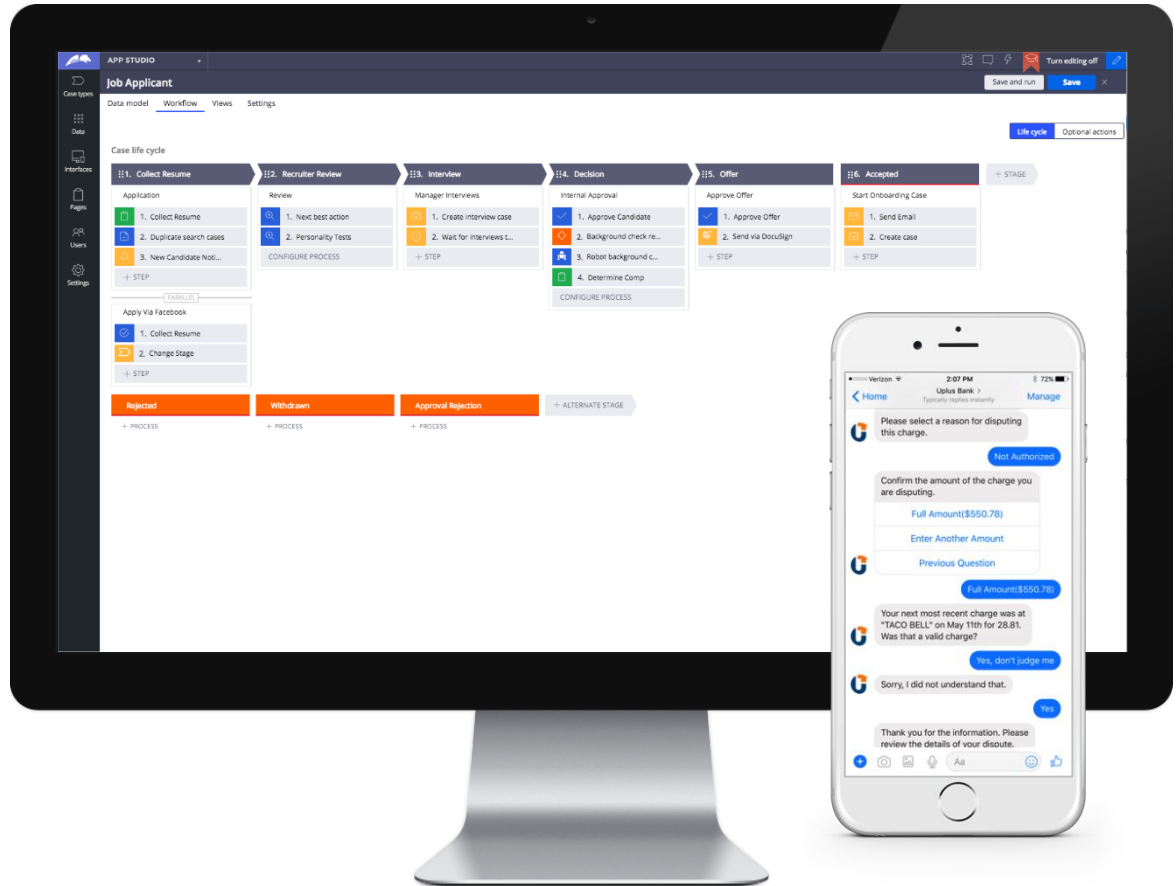 APP STUDIO
Turn editing off
Job Applicant
Save and run
Save
Case types
Data
Interfaces
Pages
Users
Settings
Data model
Workflow
Views
Settings
Life cycle
Optional actions
Case life cycle
1. Collect Resume
2. Recruiter Review
3. Interview
4. Decision
5. Offer
6. Accepted
+ STAGE
Application
1. Collect Resume
2. Duplicate search cases
3. New Candidate Noti...
+ STEP
PARALLEL
Apply Via Facebook
1. Collect Resume
2. Change Stage
+ STEP
Review
1. Next best action
2. Personality Tests
CONFIGURE PROCESS
Manager Interviews
1. Create interview case
2. Wait for interviews t...
+ STEP
Internal Approval
1. Approve Candidate
2. Background check re...
3. Robot background c...
4. Determine Comp
CONFIGURE PROCESS
Approve Offer
1. Approve Offer
2. Send via DocuSign
+ STEP
Start Onboarding Case
1. Send Email
2. Create case
+ STEP
Rejected
Withdrawn
Approval Rejection
+ ALTERNATE STAGE
+ PROCESS
+ PROCESS
+ PROCESS
Verizon
2:07 PM
72%
Home
Uplus Bank >
Typically replies instantly
Manage
Please select a reason for disputing
this charge.
Not Authorized
Confirm the amount of the charge you
are disputing.
Full Amount($550.78)
Enter Another Amount
Previous Question
Full Amount($550.78)
Your next most recent charge was at
"TACO BELL" on May 11th for 28.81.
Was that a valid charge?
Yes, don't judge me
Sorry, I did not understand that.
Yes
Thank you for the information. Please
review the details of your dispute.
Aa